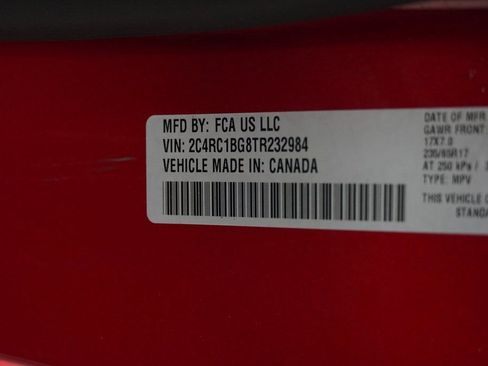 MFD BY: FCA US LLC
VIN: 2C4RC1BG8TR232984
VEHICLE MADE IN: CANADA
DATE OF MFR
GAWR FRONT:
17X7.0
235/65R17
AT 250 kPa /
TYPE: MPV
THIS VEHICLE
STANDA